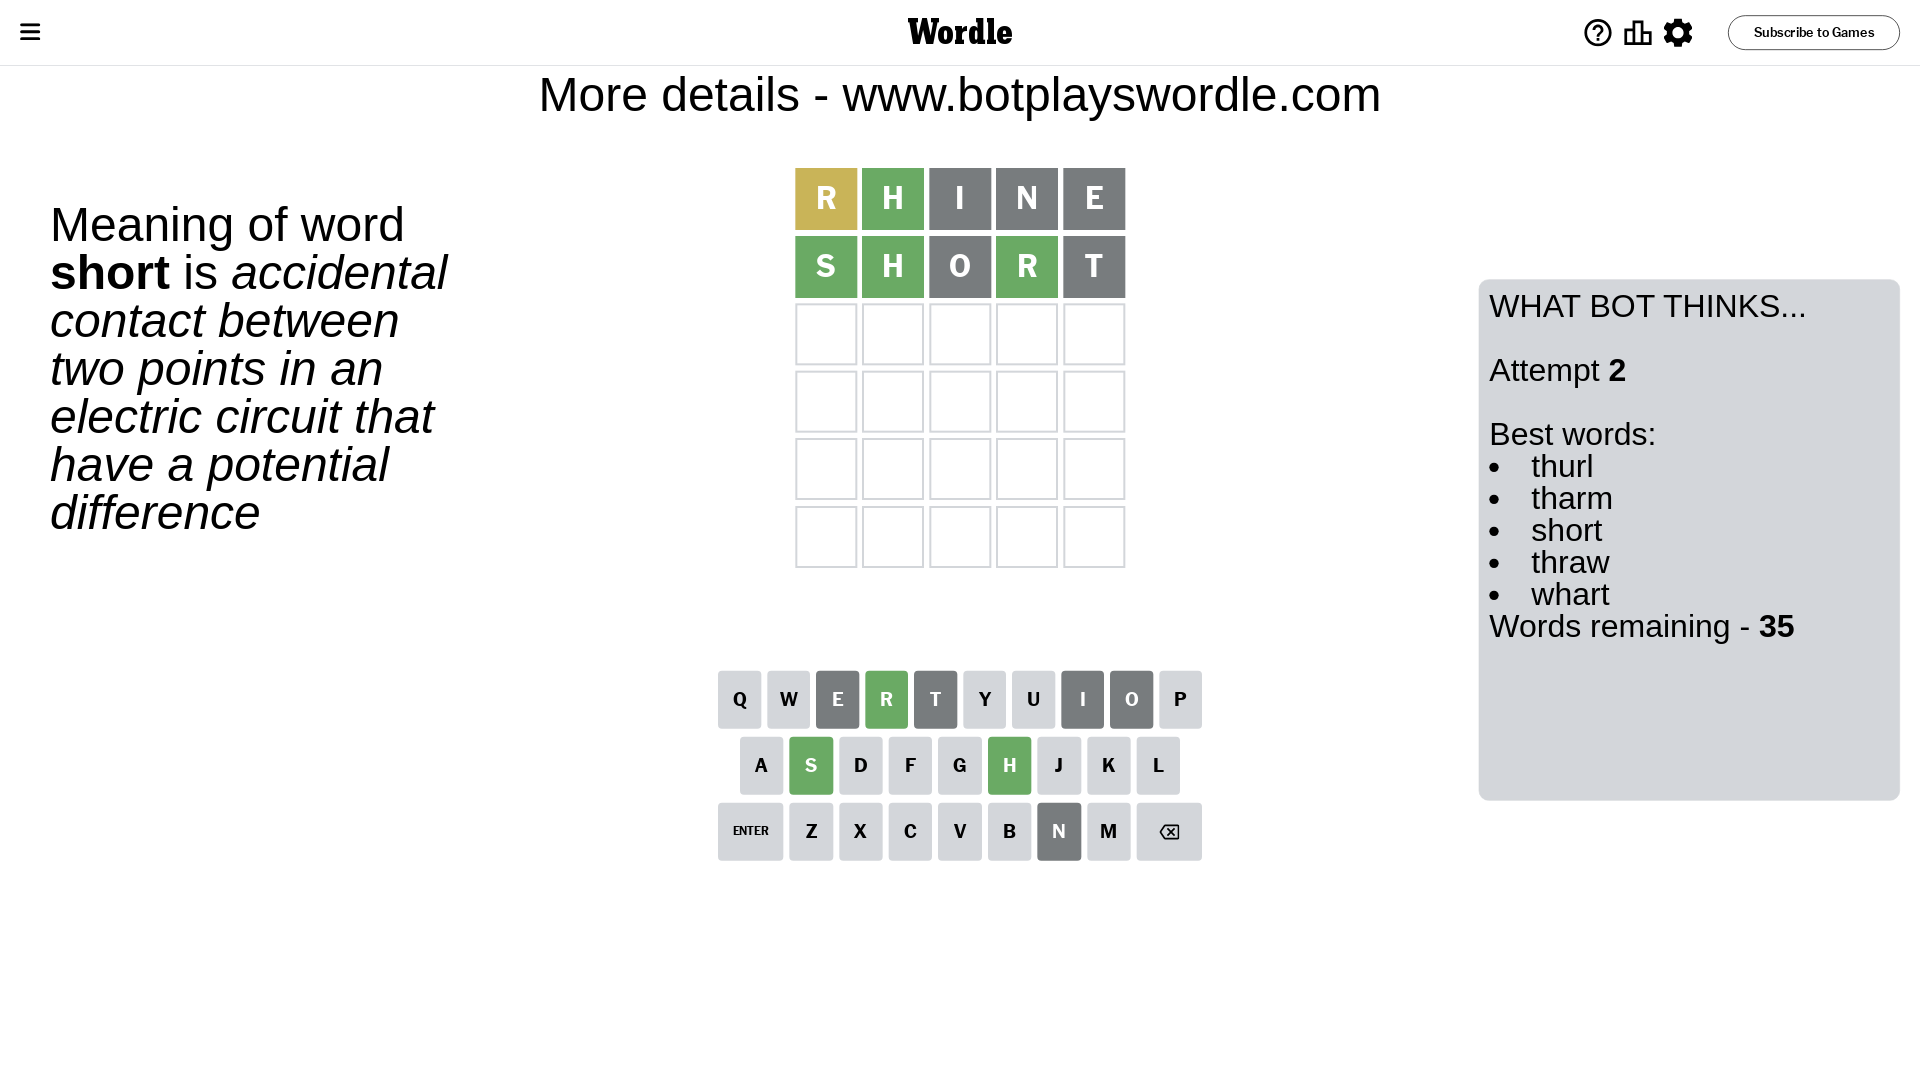 Wordle
Subscribe to Games
More details - www.botplayswordle.com
Meaning of word
short is accidental
contact between
two points in an
electric circuit that
have a potential
difference
R H I N E
S H O R T
WHAT BOT THINKS...
Attempt 2
Best words:
• thurl
• tharm
• short
• thraw
• whart
Words remaining - 35
Q W E R T Y U I O P
A S D F G H J K L
ENTER Z X C V B N M